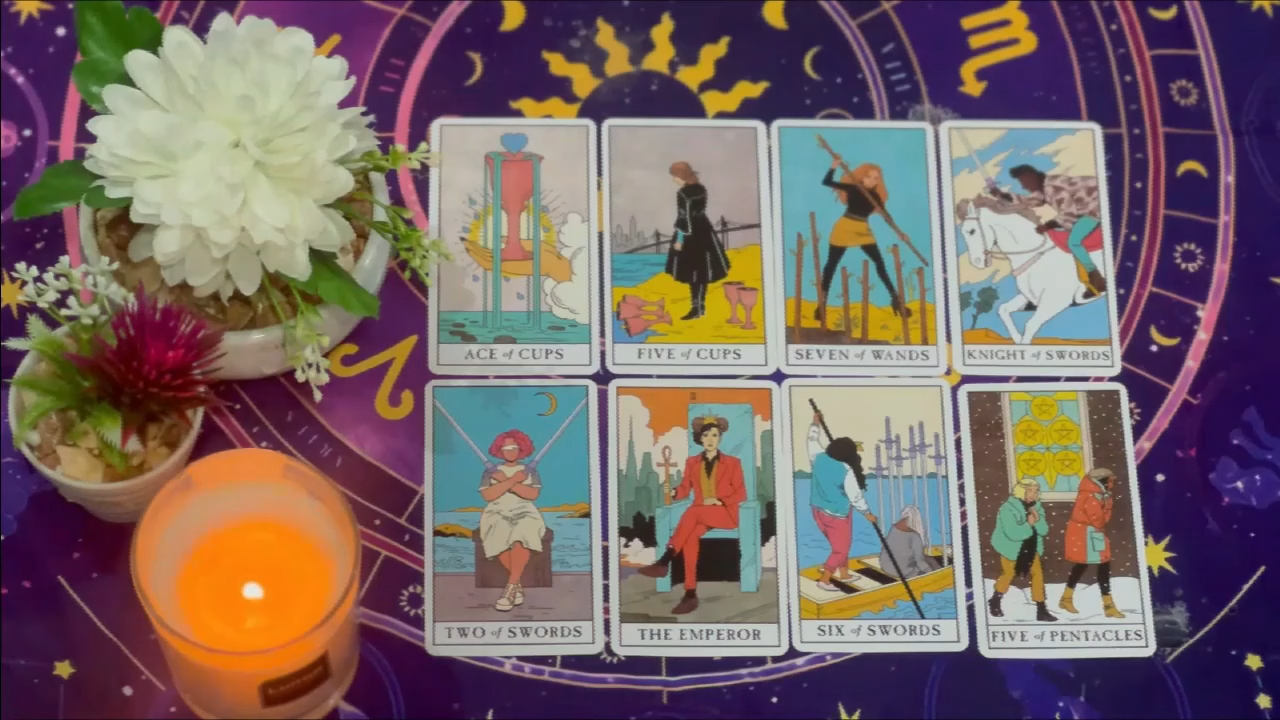 ACE of CUPS
FIVE of CUPS
SEVEN of WANDS
KNIGHT of SWORDS
TWO of SWORDS
THE EMPEROR
SIX of SWORDS
FIVE of PENTACLES